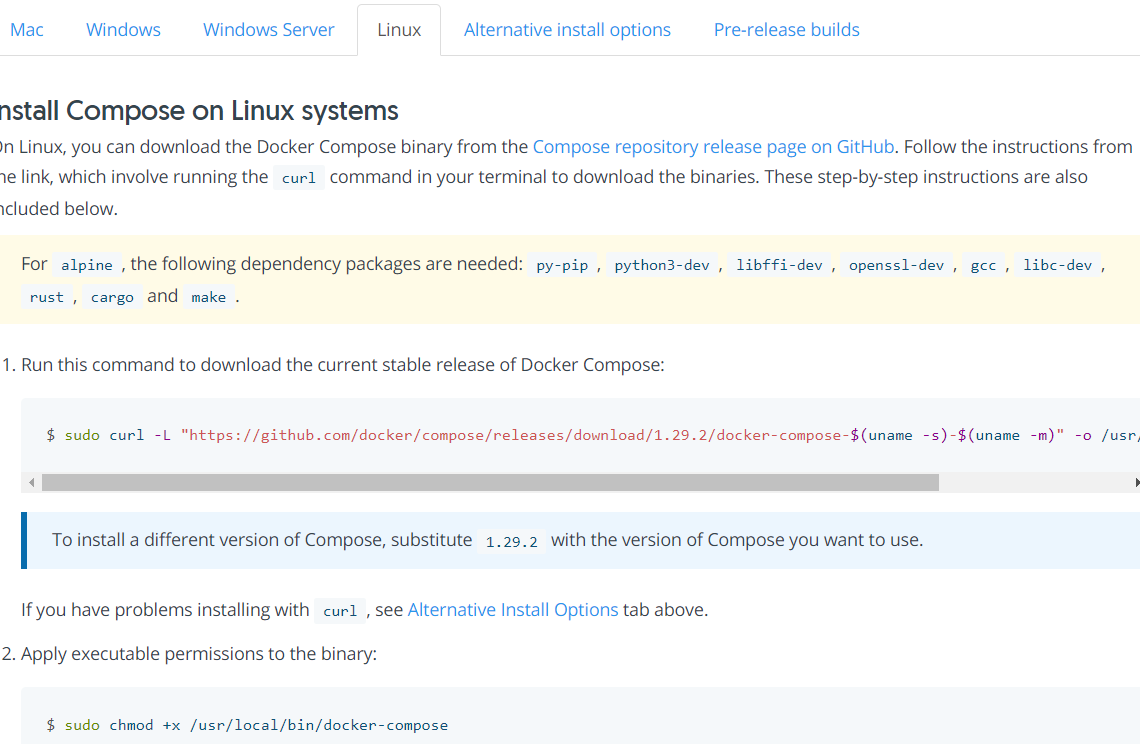 Mac Windows Windows Server Linux Alternative install options Pre-release builds
nstall Compose on Linux systems
On Linux, you can download the Docker Compose binary from the Compose repository release page on GitHub. Follow the instructions from
he link, which involve running the curl command in your terminal to download the binaries. These step-by-step instructions are also
ncluded below.
For alpine , the following dependency packages are needed: py-pip , python3-dev , libffi-dev , openssl-dev , gcc , libc-dev ,
rust , cargo and make .
1. Run this command to download the current stable release of Docker Compose:
$ sudo curl -L "https://github.com/docker/compose/releases/download/1.29.2/docker-compose-$(uname -s)-$(uname -m)" -o /usr/
To install a different version of Compose, substitute 1.29.2 with the version of Compose you want to use.
If you have problems installing with curl , see Alternative Install Options tab above.
2. Apply executable permissions to the binary:
$ sudo chmod +x /usr/local/bin/docker-compose